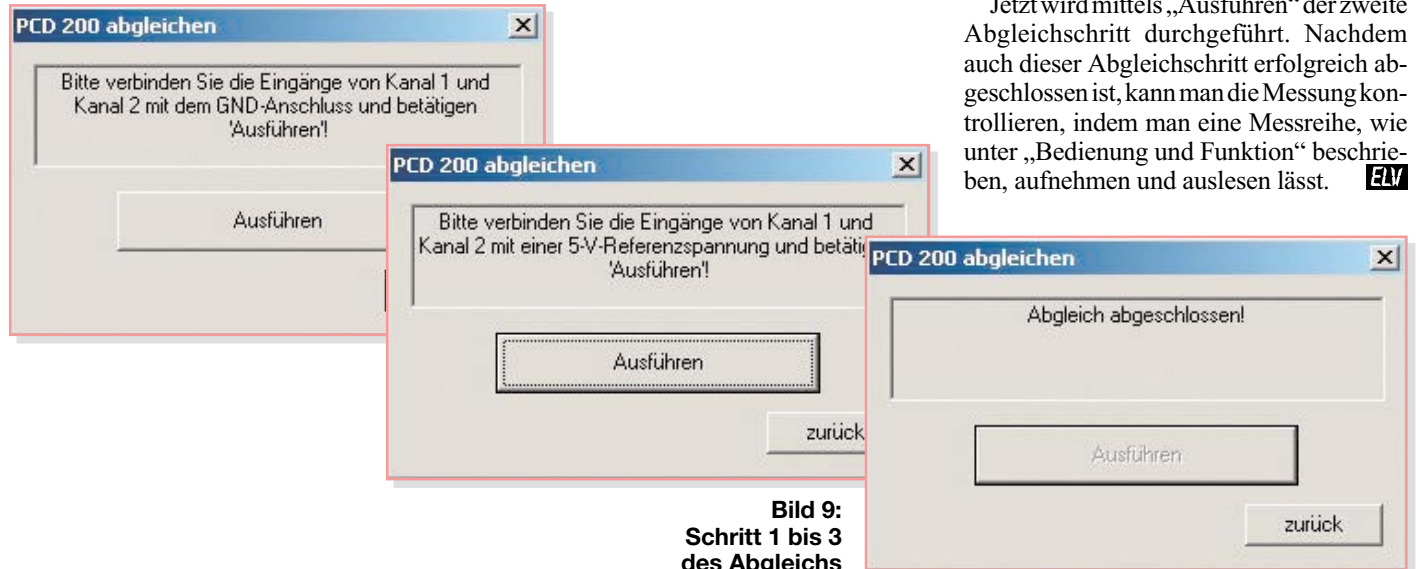 PCD 200 abgleichen
Bitte verbinden Sie die Eingänge von Kanal 1 und
Kanal 2 mit dem GND-Anschluss und betätigen
'Ausführen'!
Ausführen
PCD 200 abgleichen
Bitte verbinden Sie die Eingänge von Kanal 1 und
Kanal 2 mit einer 5-V-Referenzspannung und
'Ausführen'!
Ausführen
zurück
PCD 200 abgleichen
Abgleich abgeschlossen!
Ausführen
zurück
Bild 9:
Schritt 1 bis 3
des Abgleichs
Jetzt wird mittels „Ausführen“ der zweite
Abgleichschritt durchgeführt. Nachdem
auch dieser Abgleichschritt erfolgreich ab-
geschlossen ist, kann man die Messung kon-
trollieren, indem man eine Messreihe, wie
unter „Bedienung und Funktion“ beschrie-
ben, aufnehmen und auslesen lässt. ELV